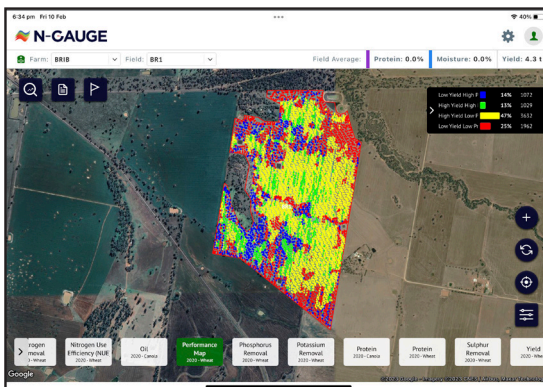 6:34 pm Fri 10 Feb
40%
N-GAUGE
Farm: BRIB Field: BR1 Field Average: Protein: 0.0% Moisture: 0.0% Yield: 4.3 t
Low Yield High P 14% 1072
High Yield High 13% 1029
High Yield Low P 47% 3632
Low Yield Low P 25% 1962
rogen
moval
Nitrogen Use
Efficiency (NUE
2020 - Wheat
Oil
2020 - Canola
Performance
Map
2020 - Wheat
Phosphorus
Removal
2020 - Wheat
Potassium
Removal
2020 - Wheat
Protein
2020 - Canola
Protein
2020 - Wheat
Sulphur
Removal
2020 - Wheat
Yield
Google